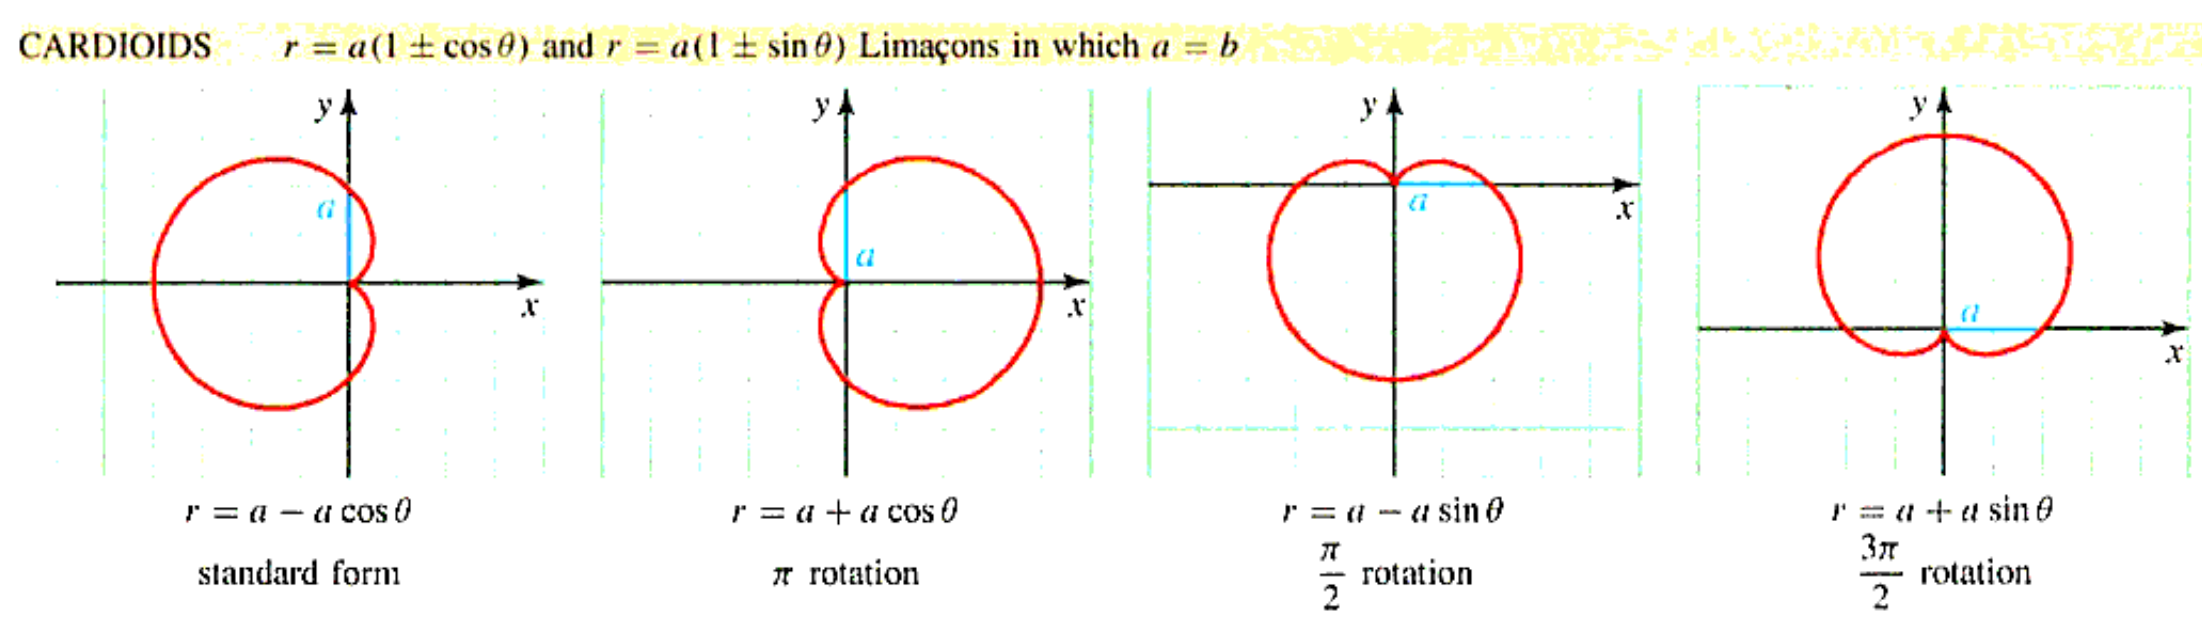 CARDIOIDS r = a(1 ± cos θ) and r = a(1 ± sin θ) Limaçons in which a = b
y
a
x
y
a
x
y
a
x
y
a
x
r = a − a cos θ
standard form
r = a + a cos θ
π rotation
r = a − a sin θ
π/2 rotation
r = a + a sin θ
3π/2 rotation